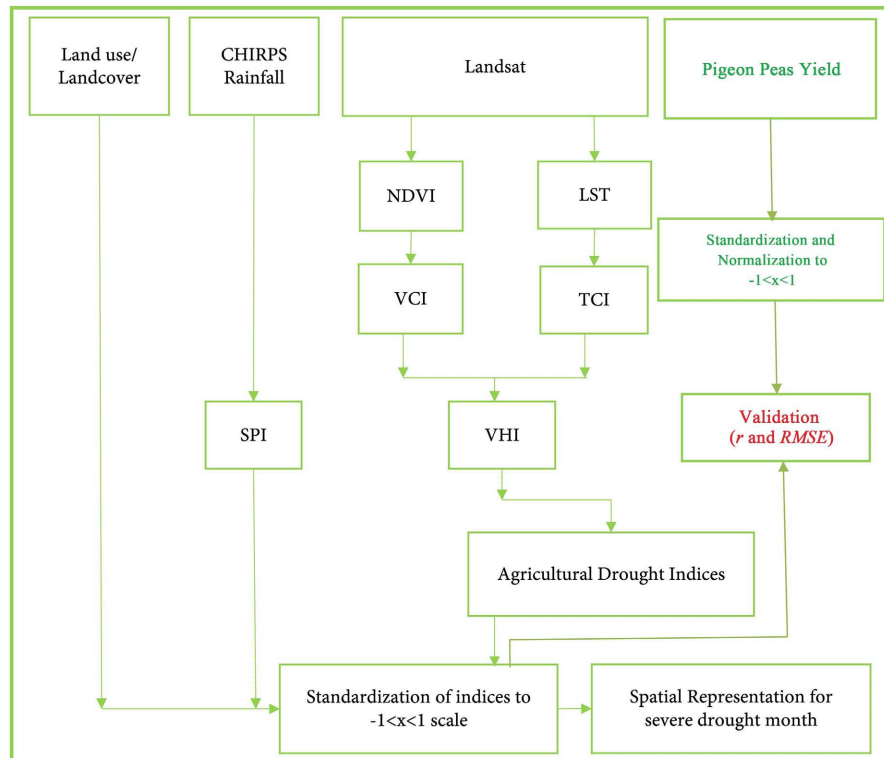 Land use/
Landcover
CHIRPS
Rainfall
Landsat
Pigeon Peas Yield
NDVI
LST
Standardization and
Normalization to
-1<x<1
VCI
TCI
SPI
VHI
Validation
(r and RMSE)
Agricultural Drought Indices
Standardization of indices to
-1<x<1 scale
Spatial Representation for
severe drought month